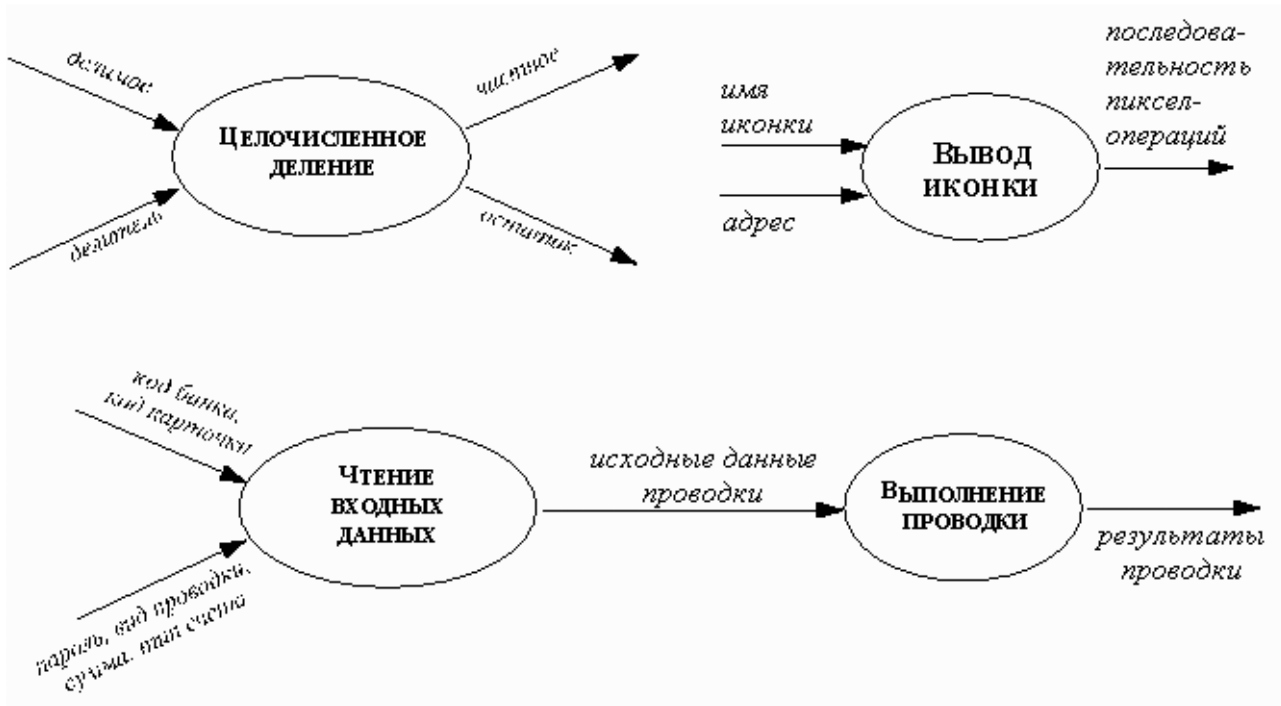 делимое
частное
Целочисленное
деление
делитель
остаток
имя
иконки
адрес
Вывод
иконки
последова-
тельность
пиксел-
операций
код банка,
код карточки
Чтение
входных
данных
пароль, вид проводки,
сумма, тип счета
исходные данные
проводки
Выполнение
проводки
результаты
проводки